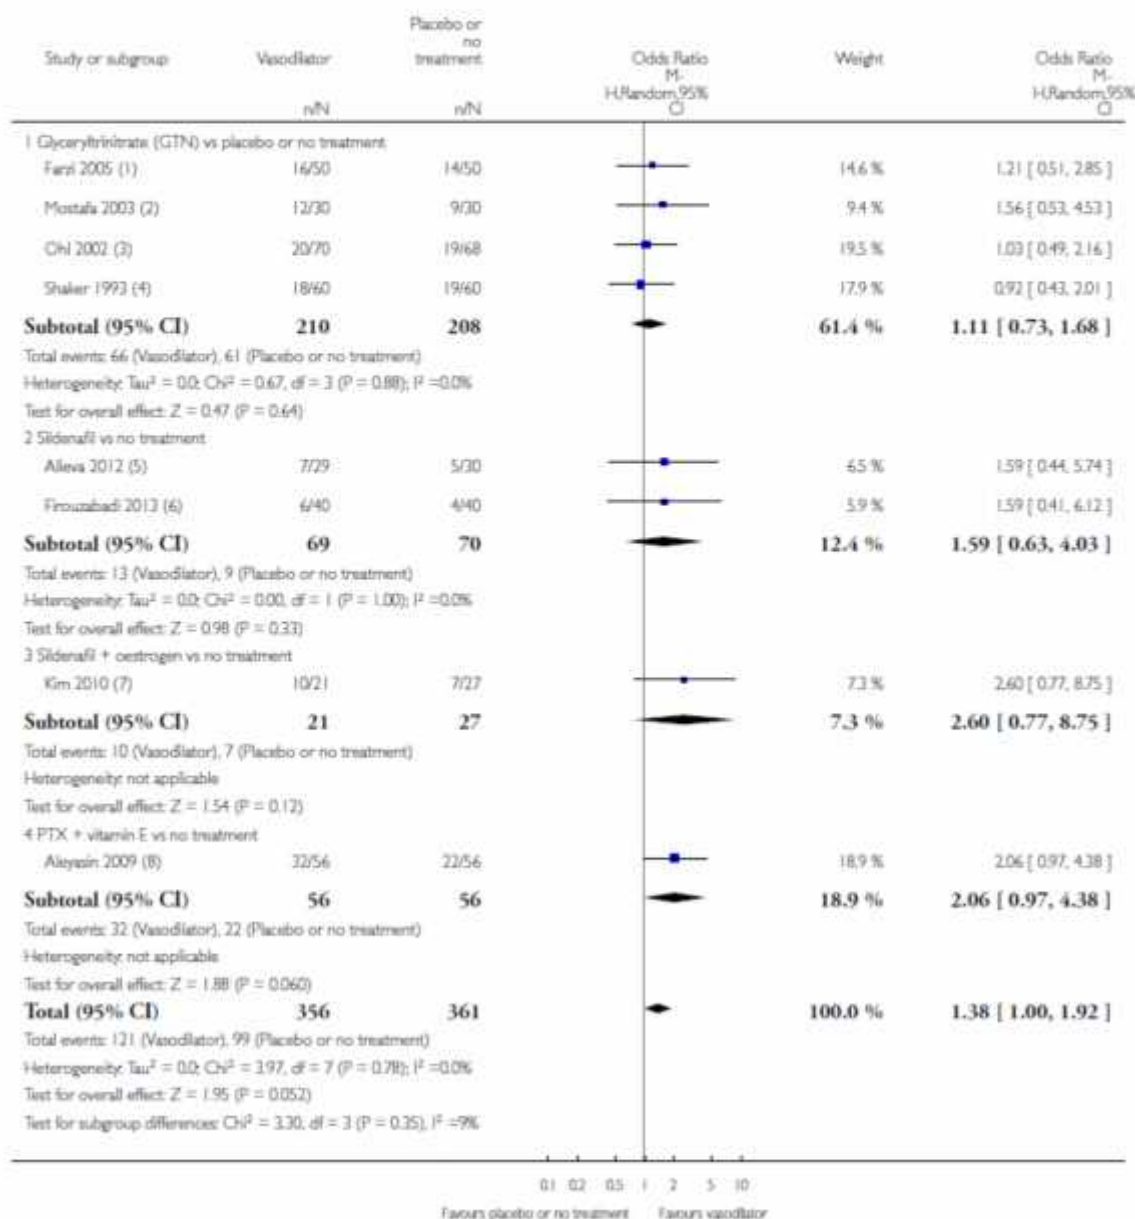 Study or subgroup Vasodilator Placebo or no treatment Odds Ratio M-H,Random,95% CI Weight Odds Ratio M-H,Random,95% CI
n/N n/N
1 Glyceryltrinitrate (GTN) vs placebo or no treatment
Farzi 2005 (1) 16/50 14/50 14.6 % 1.21 [ 0.51, 2.85 ]
Mostafa 2003 (2) 12/30 9/30 9.4 % 1.56 [ 0.53, 4.53 ]
Ohl 2002 (3) 20/70 19/68 19.5 % 1.03 [ 0.49, 2.16 ]
Shaker 1993 (4) 18/60 19/60 17.9 % 0.92 [ 0.43, 2.01 ]
Subtotal (95% CI) 210 208 61.4 % 1.11 [ 0.73, 1.68 ]
Total events: 66 (Vasodilator), 61 (Placebo or no treatment)
Heterogeneity: Tau² = 0.0; Chi² = 0.67, df = 3 (P = 0.88); I² =0.0%
Test for overall effect: Z = 0.47 (P = 0.64)
2 Sildenafil vs no treatment
Alieva 2012 (5) 7/29 5/30 6.5 % 1.59 [ 0.44, 5.74 ]
Firouzabadi 2013 (6) 6/40 4/40 5.9 % 1.59 [ 0.41, 6.12 ]
Subtotal (95% CI) 69 70 12.4 % 1.59 [ 0.63, 4.03 ]
Total events: 13 (Vasodilator), 9 (Placebo or no treatment)
Heterogeneity: Tau² = 0.0; Chi² = 0.00, df = 1 (P = 1.00); I² =0.0%
Test for overall effect: Z = 0.98 (P = 0.33)
3 Sildenafil + oestrogen vs no treatment
Kim 2010 (7) 10/21 7/27 7.3 % 2.60 [ 0.77, 8.75 ]
Subtotal (95% CI) 21 27 7.3 % 2.60 [ 0.77, 8.75 ]
Total events: 10 (Vasodilator), 7 (Placebo or no treatment)
Heterogeneity: not applicable
Test for overall effect: Z = 1.54 (P = 0.12)
4 PTX + vitamin E vs no treatment
Aleyasin 2009 (8) 32/56 22/56 18.9 % 2.06 [ 0.97, 4.38 ]
Subtotal (95% CI) 56 56 18.9 % 2.06 [ 0.97, 4.38 ]
Total events: 32 (Vasodilator), 22 (Placebo or no treatment)
Heterogeneity: not applicable
Test for overall effect: Z = 1.88 (P = 0.060)
Total (95% CI) 356 361 100.0 % 1.38 [ 1.00, 1.92 ]
Total events: 121 (Vasodilator), 99 (Placebo or no treatment)
Heterogeneity: Tau² = 0.0; Chi² = 3.97, df = 7 (P = 0.78); I² =0.0%
Test for overall effect: Z = 1.95 (P = 0.052)
Test for subgroup differences: Chi² = 3.30, df = 3 (P = 0.35), I² =9%
0.1 0.2 0.5 1 2 5 10
Favours placebo or no treatment Favours vasodilator